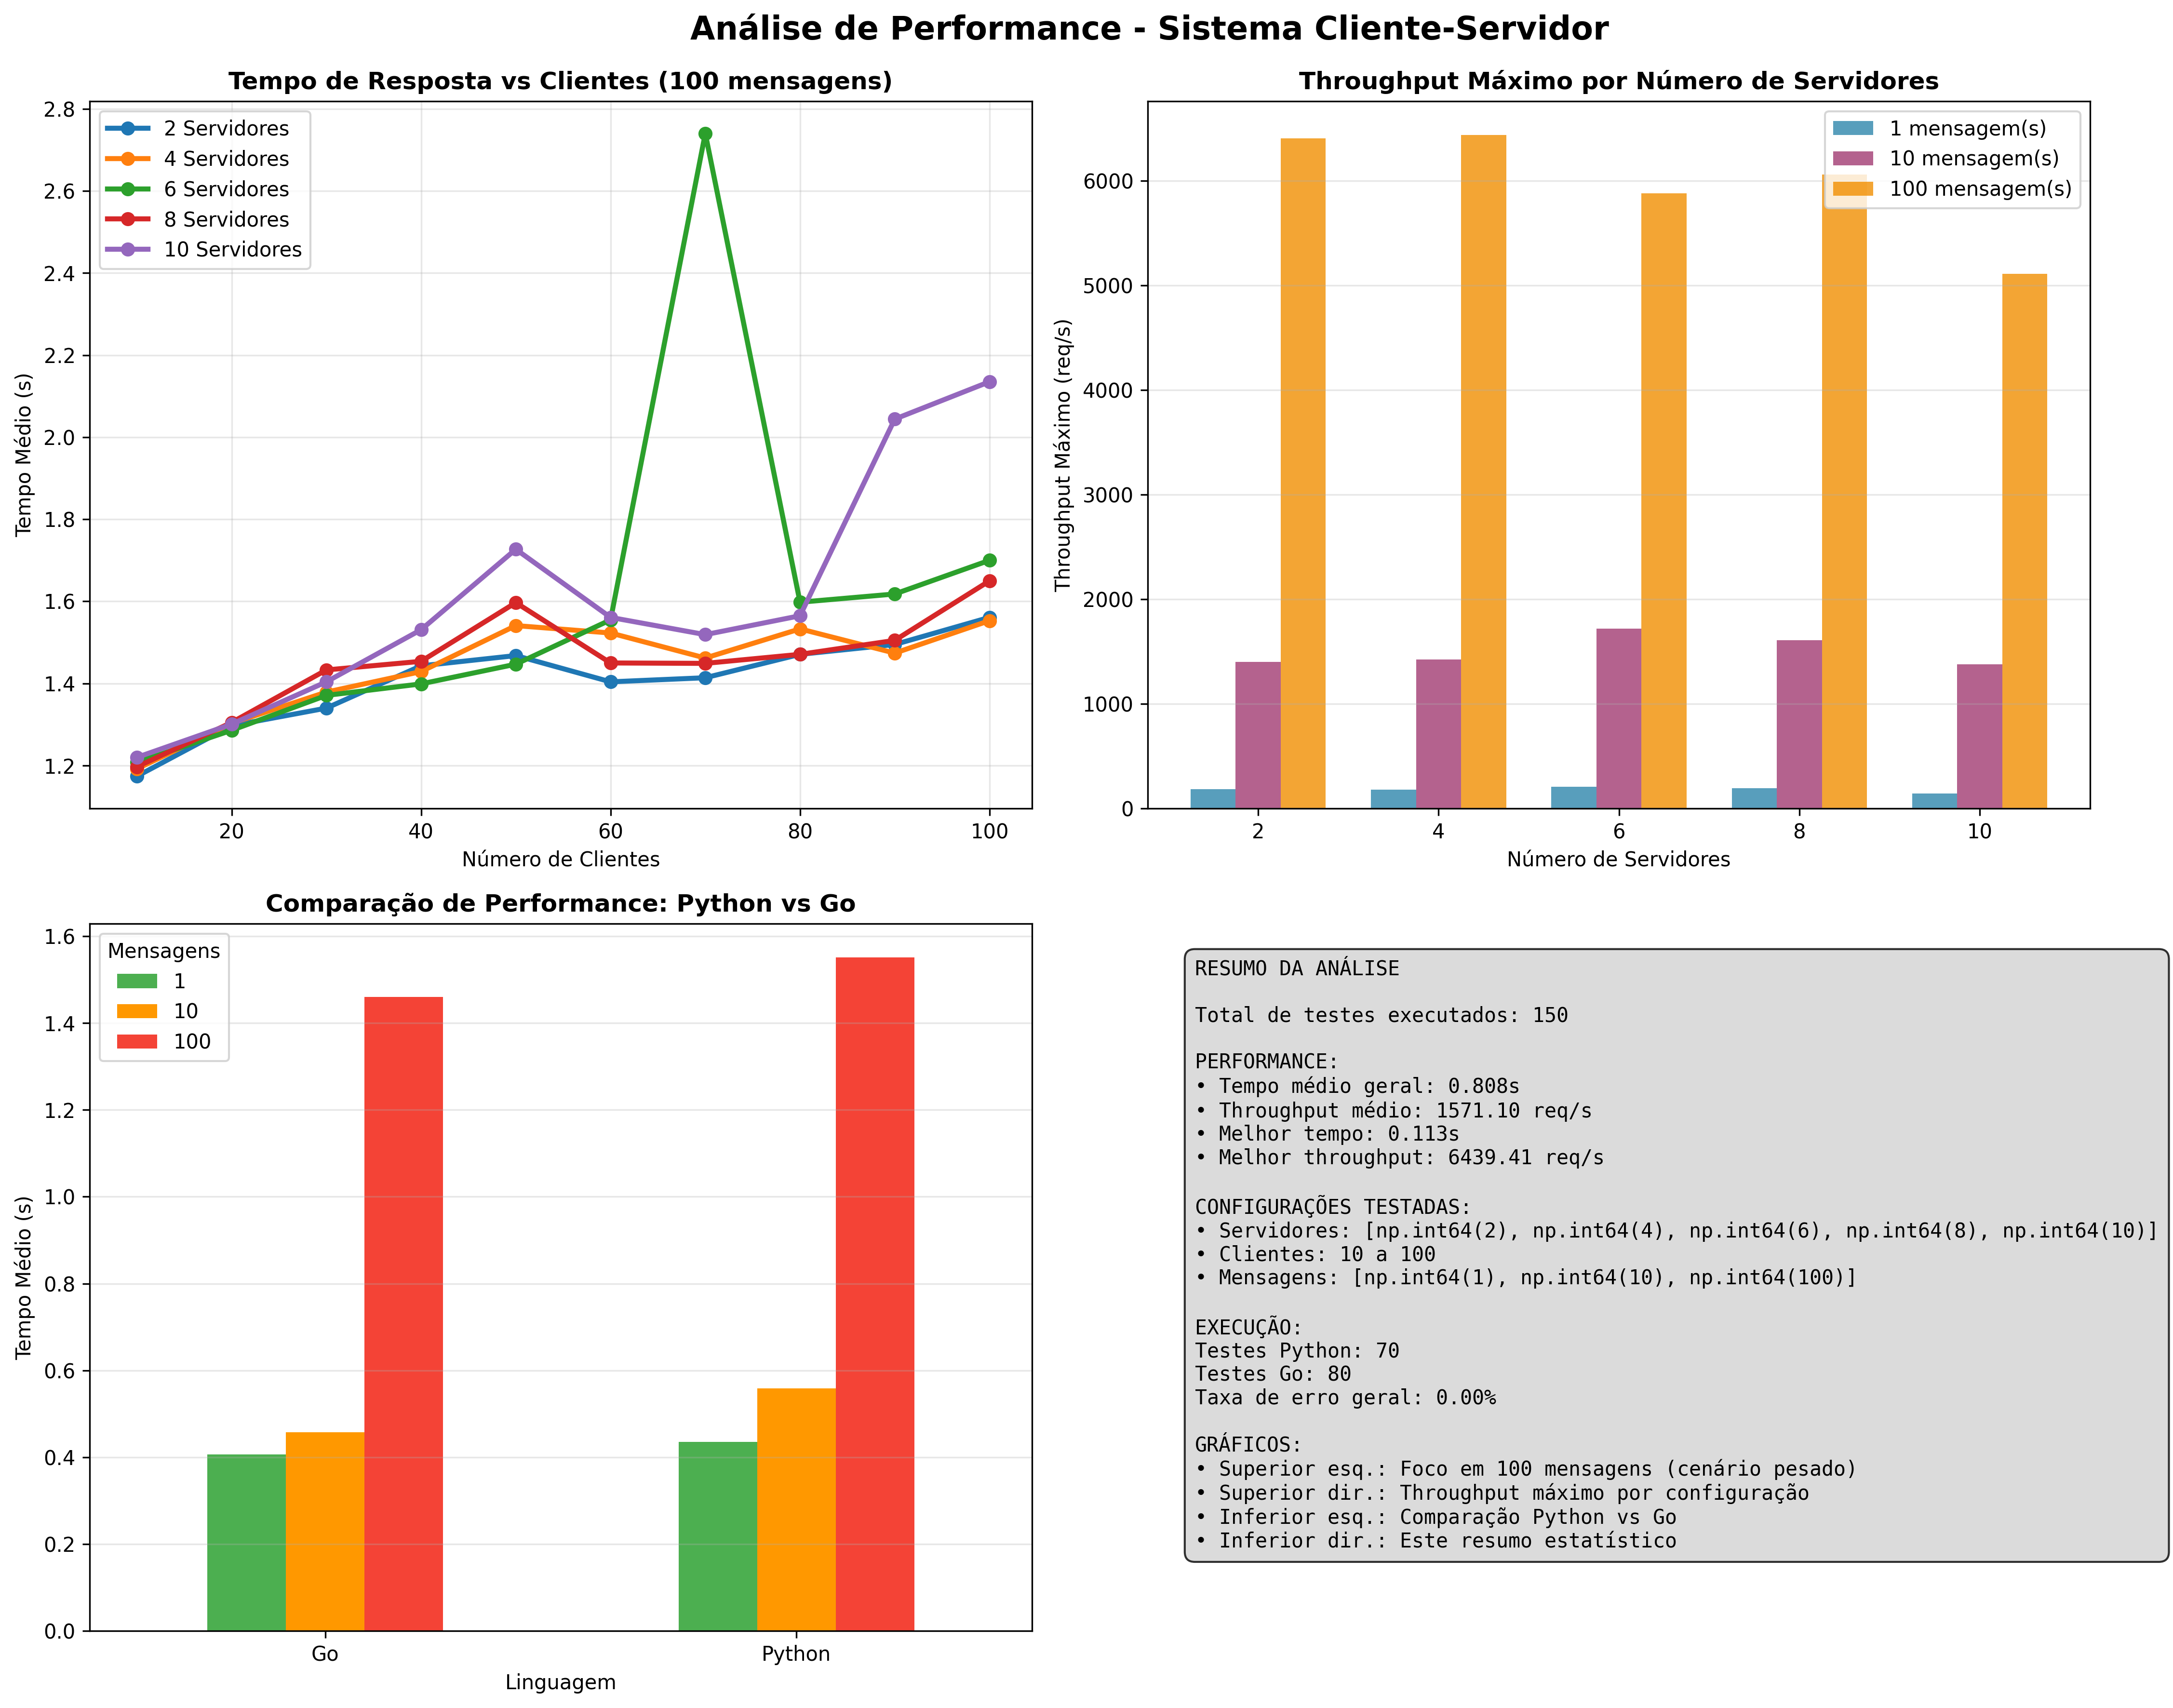 Análise de Performance - Sistema Cliente-Servidor
Tempo de Resposta vs Clientes (100 mensagens)
2.8
2.6
2.4
2.2
2.0
1.8
1.6
1.4
1.2
Tempo Médio (s)
2 Servidores
4 Servidores
6 Servidores
8 Servidores
10 Servidores
20
40
60
80
100
Número de Clientes
Throughput Máximo por Número de Servidores
6000
5000
4000
3000
2000
1000
0
Throughput Máximo (req/s)
1 mensagem(s)
10 mensagem(s)
100 mensagem(s)
2
4
6
8
10
Número de Servidores
Comparação de Performance: Python vs Go
1.6
1.4
1.2
1.0
0.8
0.6
0.4
0.2
0.0
Tempo Médio (s)
Mensagens
1
10
100
Go
Python
Linguagem
RESUMO DA ANÁLISE
Total de testes executados: 150
PERFORMANCE:
• Tempo médio geral: 0.808s
• Throughput médio: 1571.10 req/s
• Melhor tempo: 0.113s
• Melhor throughput: 6439.41 req/s
CONFIGURAÇÕES TESTADAS:
• Servidores: [np.int64(2), np.int64(4), np.int64(6), np.int64(8), np.int64(10)]
• Clientes: 10 a 100
• Mensagens: [np.int64(1), np.int64(10), np.int64(100)]
EXECUÇÃO:
Testes Python: 70
Testes Go: 80
Taxa de erro geral: 0.00%
GRÁFICOS:
• Superior esq.: Foco em 100 mensagens (cenário pesado)
• Superior dir.: Throughput máximo por configuração
• Inferior esq.: Comparação Python vs Go
• Inferior dir.: Este resumo estatístico